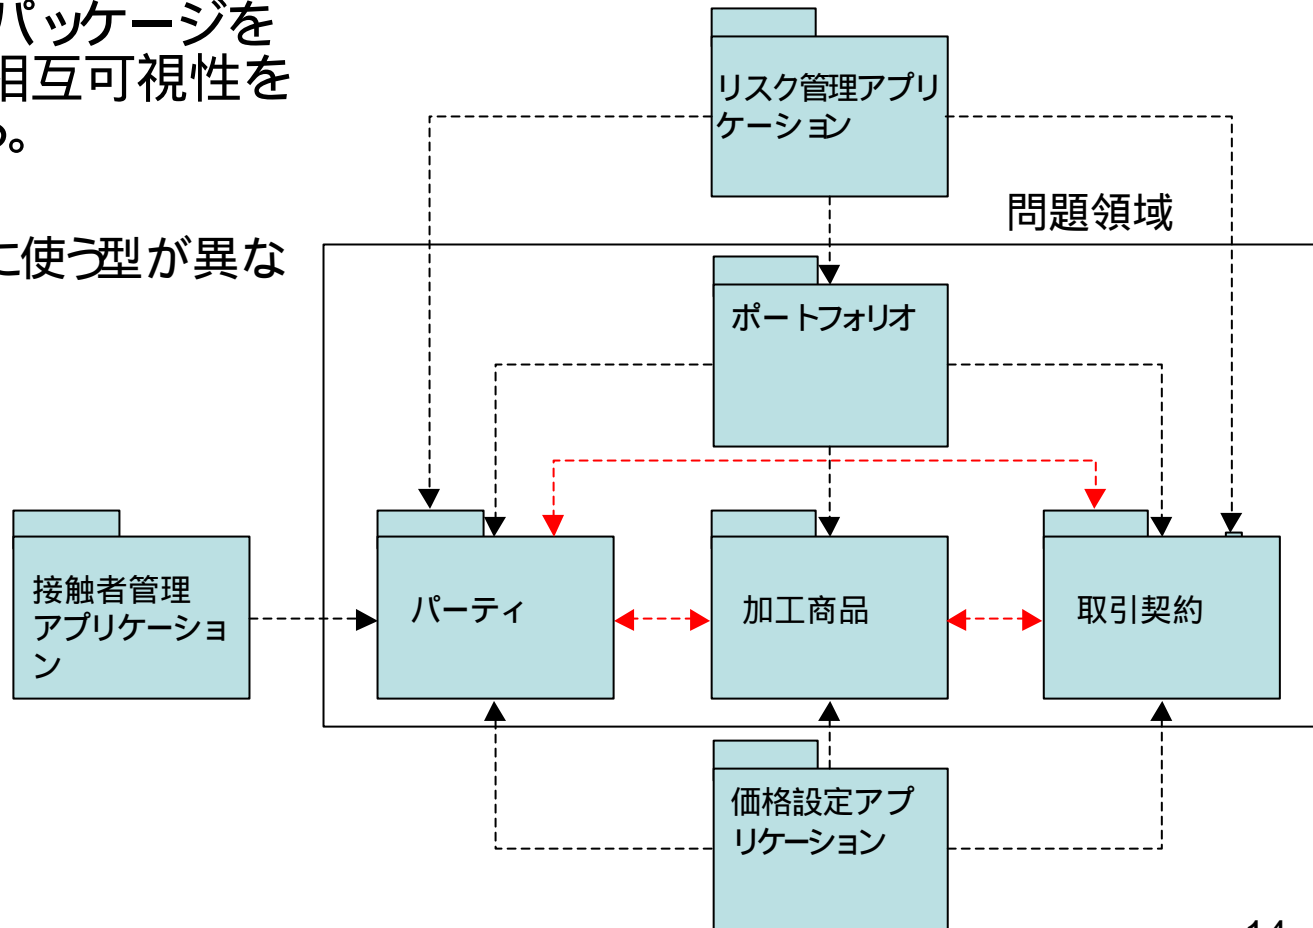 パッケージを
相互可視性を
る。
に使う型が異な
リスク管理アプリ
ケーション
問題領域
ポートフォリオ
接触者管理
アプリケーショ
ン
パーティ
加工商品
取引契約
価格設定アプ
リケーション
14